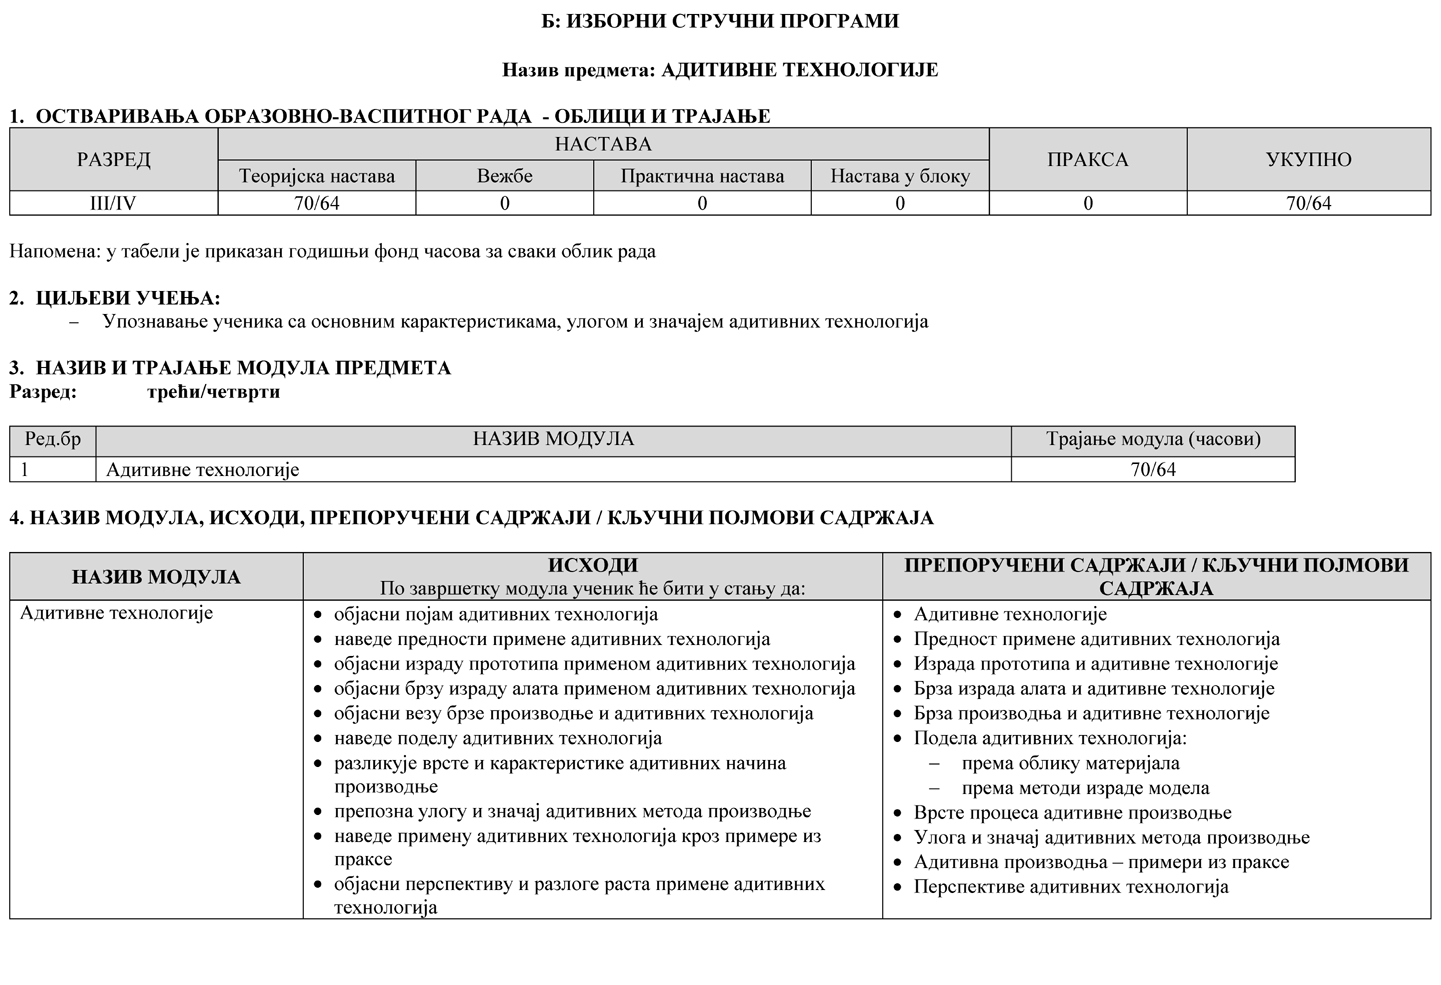 Б: ИЗБОРНИ СТРУЧНИ ПРОГРАМИ
Назив предмета: АДИТИВНЕ ТЕХНОЛОГИЈЕ
1. ОСТВАРИВАЊА ОБРАЗОВНО-ВАСПИТНОГ РАДА - ОБЛИЦИ И ТРАЈАЊЕ
РАЗРЕД НАСТАВА ПРАКСА УКУПНО
Теоријска настава Вежбе Практична настава Настава у блоку
III/IV 70/64 0 0 0 0 70/64
Напомена: у табели је приказан годишњи фонд часова за сваки облик рада
2. ЦИЉЕВИ УЧЕЊА:
– Упознавање ученика са основним карактеристикама, улогом и значајем адитивних технологија
3. НАЗИВ И ТРАЈАЊЕ МОДУЛА ПРЕДМЕТА
Разред: трећи/четврти
Ред.бр НАЗИВ МОДУЛА Трајање модула (часови)
1 Адитивне технологије 70/64
4. НАЗИВ МОДУЛА, ИСХОДИ, ПРЕПОРУЧЕНИ САДРЖАЈИ / КЉУЧНИ ПОЈМОВИ САДРЖАЈА
НАЗИВ МОДУЛА
ИСХОДИ
По завршетку модула ученик ће бити у стању да:
ПРЕПОРУЧЕНИ САДРЖАЈИ / КЉУЧНИ ПОЈМОВИ
САДРЖАЈА
Адитивне технологије
• објасни појам адитивних технологија
• наведе предности примене адитивних технологија
• објасни израду прототипа применом адитивних технологија
• објасни брзу израду алата применом адитивних технологија
• објасни везу брзе производње и адитивних технологија
• наведе поделу адитивних технологија
• разликује врсте и карактеристике адитивних начина
производње
• препозна улогу и значај адитивних метода производње
• наведе примену адитивних технологија кроз примере из
праксе
• објасни перспективу и разлоге раста примене адитивних
технологија
• Адитивне технологије
• Предност примене адитивних технологија
• Израда прототипа и адитивне технологије
• Брза израда алата и адитивне технологије
• Брза производња и адитивне технологије
• Подела адитивних технологија:
– према облику материјала
– према методи израде модела
• Врсте процеса адитивне производње
• Улога и значај адитивних метода производње
• Адитивна производња – примери из праксе
• Перспективе адитивних технологија